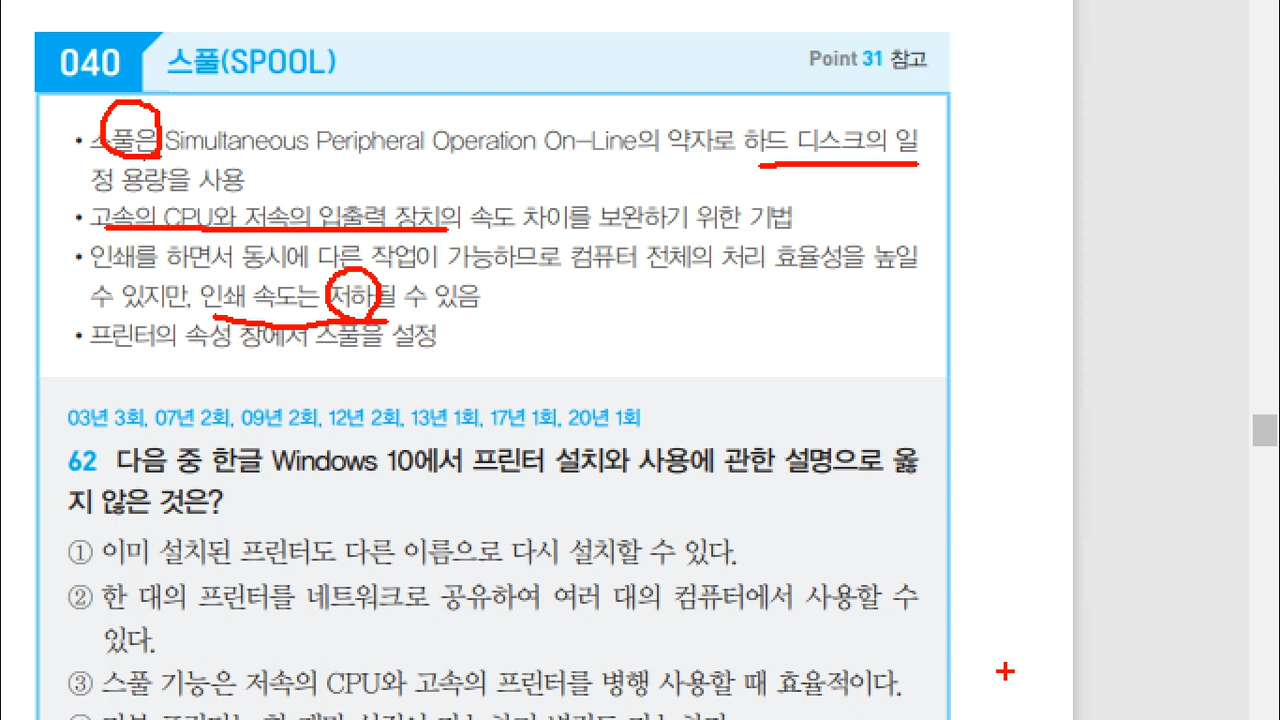 040 스풀(SPOOL) Point 31 참고
• 스풀은 Simultaneous Peripheral Operation On-Line의 약자로 하드 디스크의 일
정 용량을 사용
• 고속의 CPU와 저속의 입출력 장치의 속도 차이를 보완하기 위한 기법
• 인쇄를 하면서 동시에 다른 작업이 가능하므로 컴퓨터 전체의 처리 효율성을 높일
수 있지만, 인쇄 속도는 저하될 수 있음
• 프린터의 속성 창에서 스풀을 설정
03년 3회, 07년 2회, 09년 2회, 12년 2회, 13년 1회, 17년 1회, 20년 1회
62 다음 중 한글 Windows 10에서 프린터 설치와 사용에 관한 설명으로 옳
지 않은 것은?
① 이미 설치된 프린터도 다른 이름으로 다시 설치할 수 있다.
② 한 대의 프린터를 네트워크로 공유하여 여러 대의 컴퓨터에서 사용할 수
있다.
③ 스풀 기능은 저속의 CPU와 고속의 프린터를 병행 사용할 때 효율적이다.